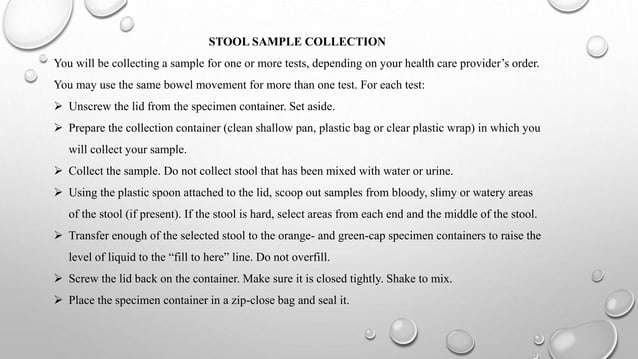 STOOL SAMPLE COLLECTION
You will be collecting a sample for one or more tests, depending on your health care provider’s order.
You may use the same bowel movement for more than one test. For each test:
➢ Unscrew the lid from the specimen container. Set aside.
➢ Prepare the collection container (clean shallow pan, plastic bag or clear plastic wrap) in which you
will collect your sample.
➢ Collect the sample. Do not collect stool that has been mixed with water or urine.
➢ Using the plastic spoon attached to the lid, scoop out samples from bloody, slimy or watery areas
of the stool (if present). If the stool is hard, select areas from each end and the middle of the stool.
➢ Transfer enough of the selected stool to the orange- and green-cap specimen containers to raise the
level of liquid to the “fill to here” line. Do not overfill.
➢ Screw the lid back on the container. Make sure it is closed tightly. Shake to mix.
➢ Place the specimen container in a zip-close bag and seal it.